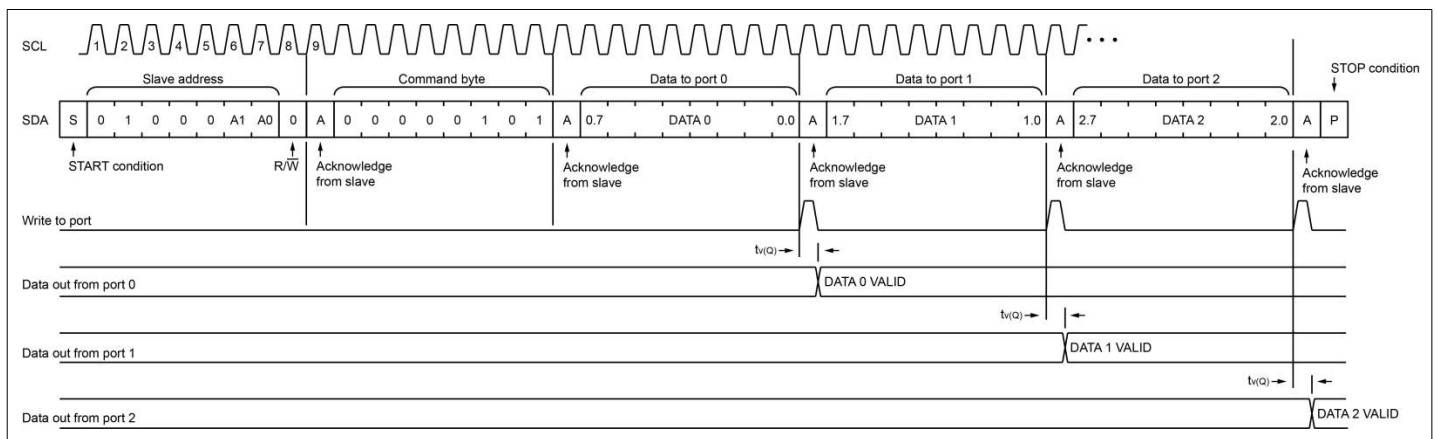 SCL 1 2 3 4 5 6 7 8 9
Slave address Command byte Data to port 0 Data to port 1 Data to port 2 STOP condition
SDA S 0 1 0 0 0 A1 A0 0 A 0 0 0 0 0 1 0 1 A 0.7 DATA 0 0.0 A 1.7 DATA 1 1.0 A 2.7 DATA 2 2.0 A P
START condition R/W̅ Acknowledge Acknowledge Acknowledge Acknowledge Acknowledge
from slave from slave from slave from slave from slave
Write to port
tv(Q)
Data out from port 0 DATA 0 VALID
tv(Q)
Data out from port 1 DATA 1 VALID
tv(Q)
Data out from port 2 DATA 2 VALID